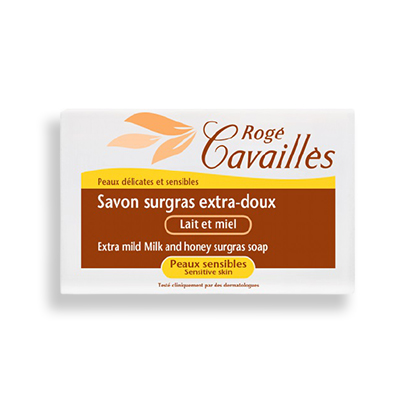 Rogé
Cavaillès
Peaux délicates et sensibles
Savon surgras extra-doux
Lait et miel
Extra mild Milk and honey surgras soap
Peaux sensibles
Sensitive skin
Testé cliniquement par des dermatologues